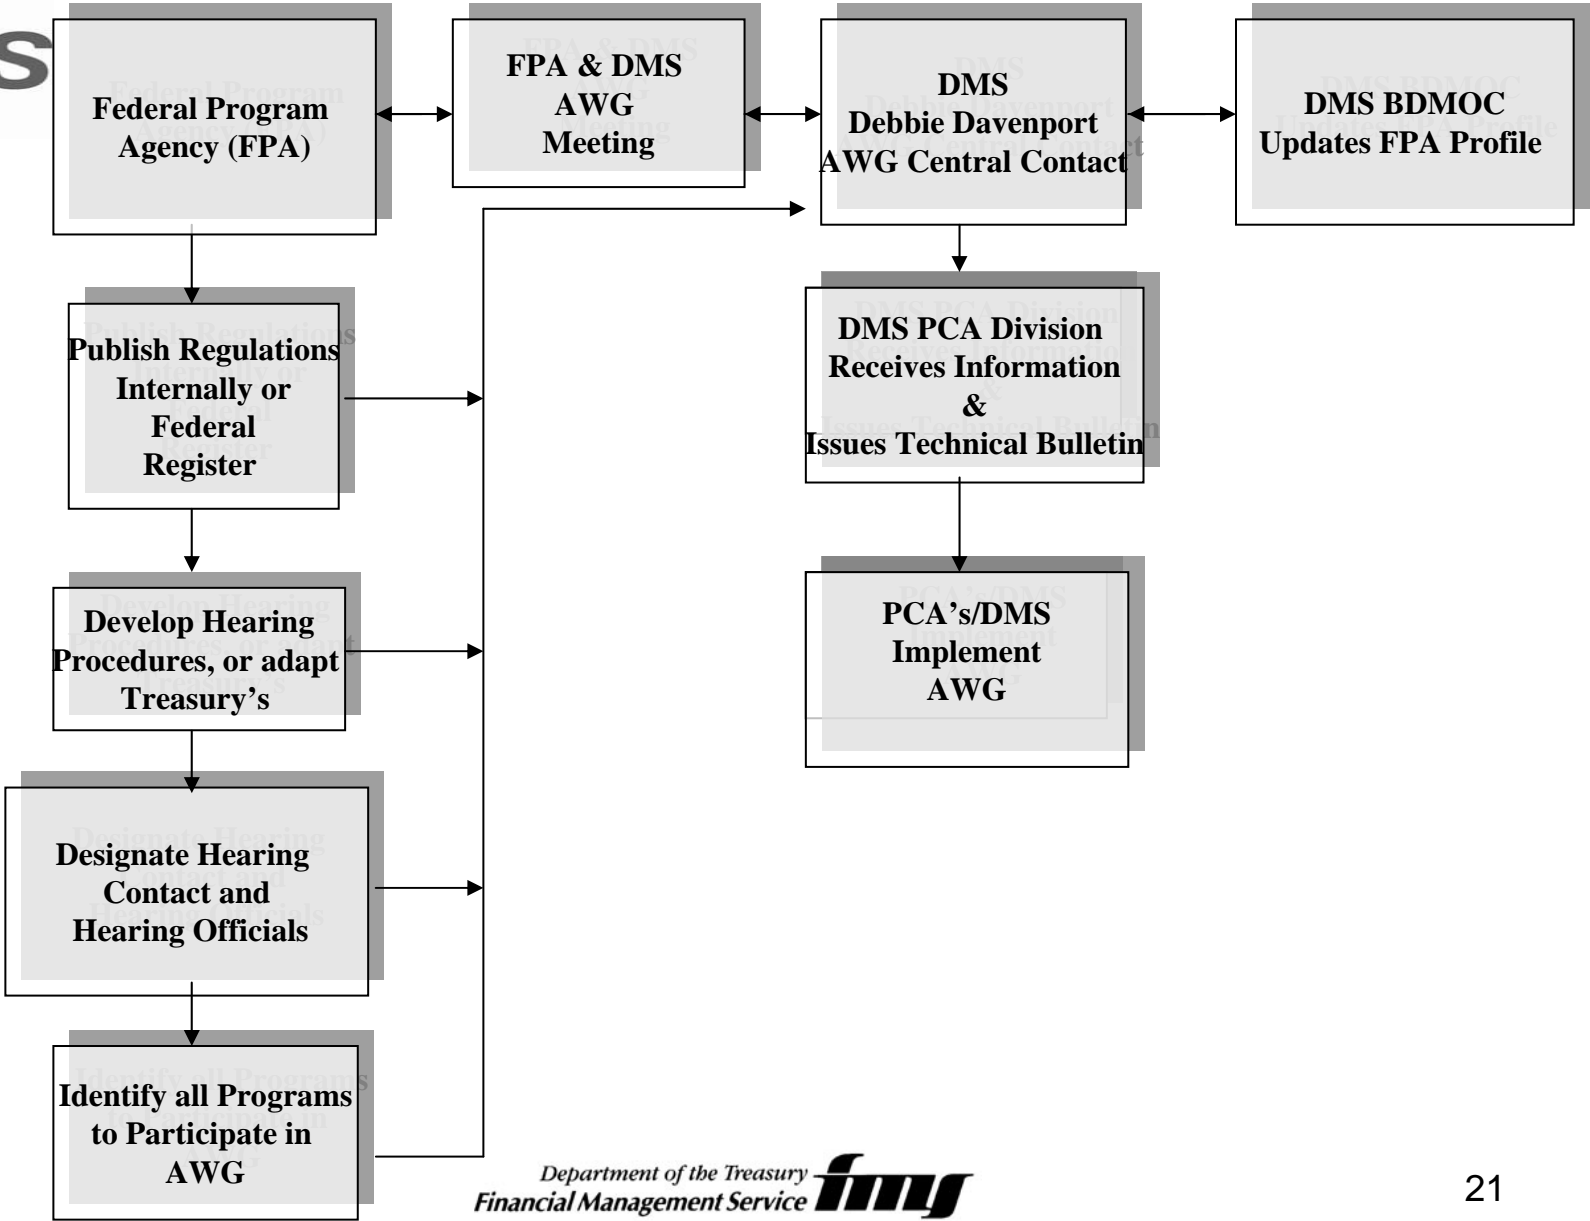 S
Federal Program
Agency (FPA)
FPA & DMS
AWG
Meeting
DMS
Debbie Davenport
AWG Central Contact
DMS BDMOC
Updates FPA Profile
Publish Regulations
Internally or
Federal
Register
DMS PCA Division
Receives Information
&
Issues Technical Bulletin
Develop Hearing
Procedures, or adapt
Treasury’s
PCA’s/DMS
Implement
AWG
Designate Hearing
Contact and
Hearing Officials
Identify all Programs
to Participate in
AWG
Department of the Treasury
Financial Management Service
fms
21